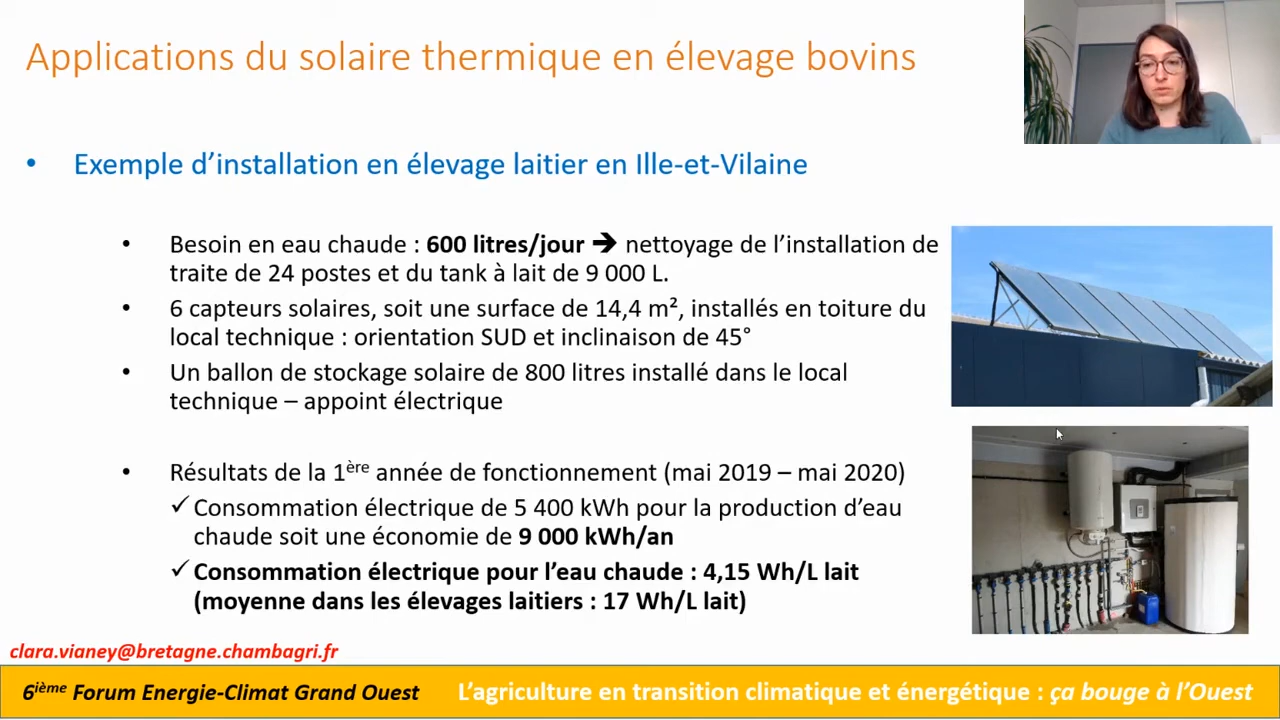 Applications du solaire thermique en élevage bovins
• Exemple d’installation en élevage laitier en Ille-et-Vilaine
• Besoin en eau chaude : 600 litres/jour 🡺 nettoyage de l’installation de
traite de 24 postes et du tank à lait de 9 000 L.
• 6 capteurs solaires, soit une surface de 14,4 m², installés en toiture du
local technique : orientation SUD et inclinaison de 45°
• Un ballon de stockage solaire de 800 litres installé dans le local
technique – appoint électrique
• Résultats de la 1ère année de fonctionnement (mai 2019 – mai 2020)
✓ Consommation électrique de 5 400 kWh pour la production d’eau
chaude soit une économie de 9 000 kWh/an
✓ Consommation électrique pour l’eau chaude : 4,15 Wh/L lait
(moyenne dans les élevages laitiers : 17 Wh/L lait)
clara.vianey@bretagne.chambagri.fr
6ième Forum Energie-Climat Grand Ouest L’agriculture en transition climatique et énergétique : ça bouge à l’Ouest